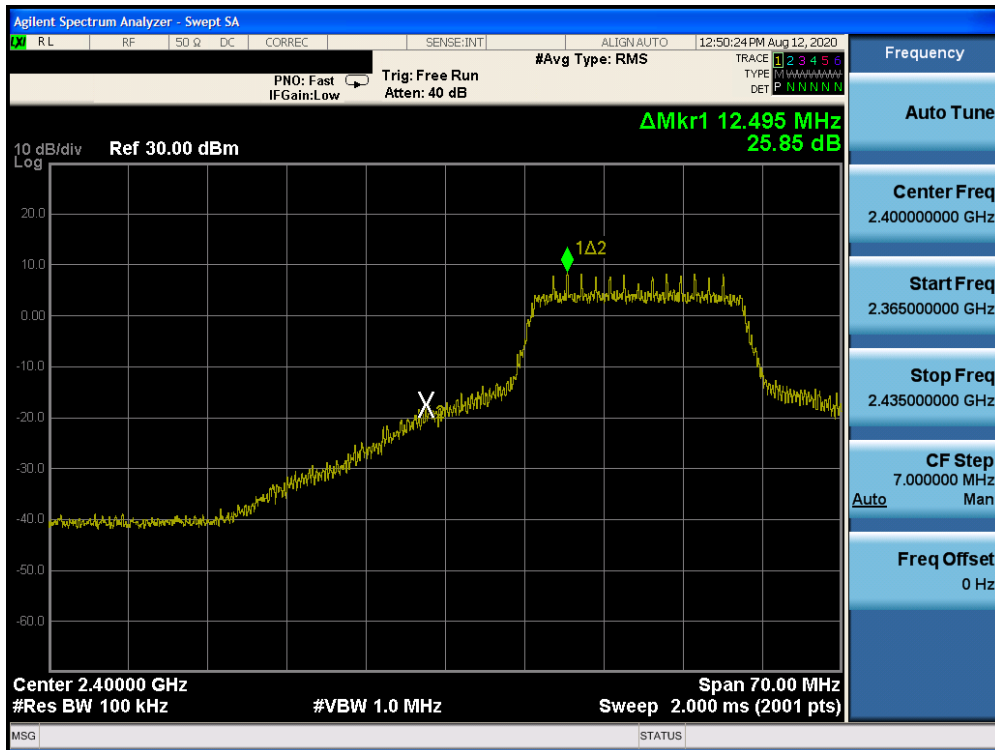 Agilent Spectrum Analyzer - Swept SA
LXI RL RF 50 Ω DC CORREC SENSE:INT ALIGN AUTO 12:50:24 PM Aug 12, 2020
#Avg Type: RMS
TRACE 1 2 3 4 5 6
PNO: Fast Trig: Free Run
TYPE M WWWWW
IFGain:Low Atten: 40 dB
DET P N N N N N
ΔMkr1 12.495 MHz
25.85 dB
10 dB/div Ref 30.00 dBm
Log
20.0
1Δ2
10.0
0.00
-10.0
-20.0
-30.0
-40.0
-50.0
-60.0
Center 2.40000 GHz Span 70.00 MHz
#Res BW 100 kHz #VBW 1.0 MHz Sweep 2.000 ms (2001 pts)
MSG STATUS
Frequency
Auto Tune
Center Freq
2.400000000 GHz
Start Freq
2.365000000 GHz
Stop Freq
2.435000000 GHz
CF Step
7.000000 MHz
Auto Man
Freq Offset
0 Hz